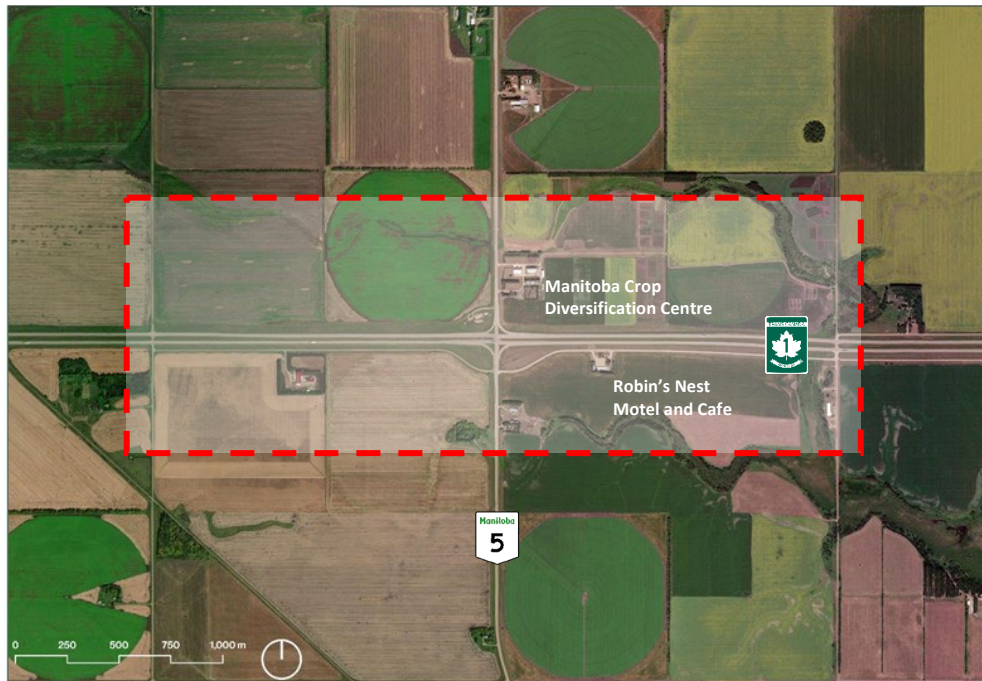 Manitoba Crop
Diversification Centre
1
Robin's Nest
Motel and Cafe
Manitoba
5
0 250 500 750 1,000 m